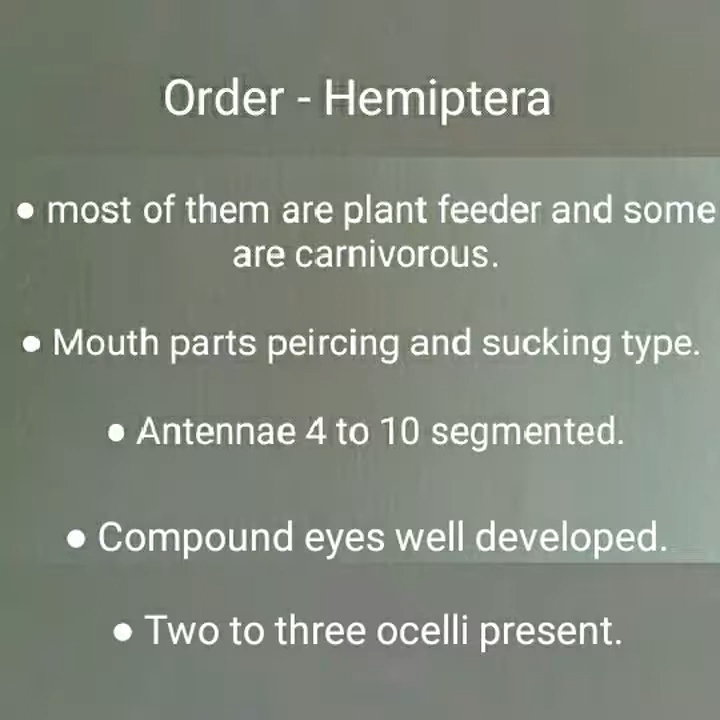 Order - Hemiptera
● most of them are plant feeder and some
are carnivorous.
● Mouth parts peircing and sucking type.
● Antennae 4 to 10 segmented.
● Compound eyes well developed.
● Two to three ocelli present.